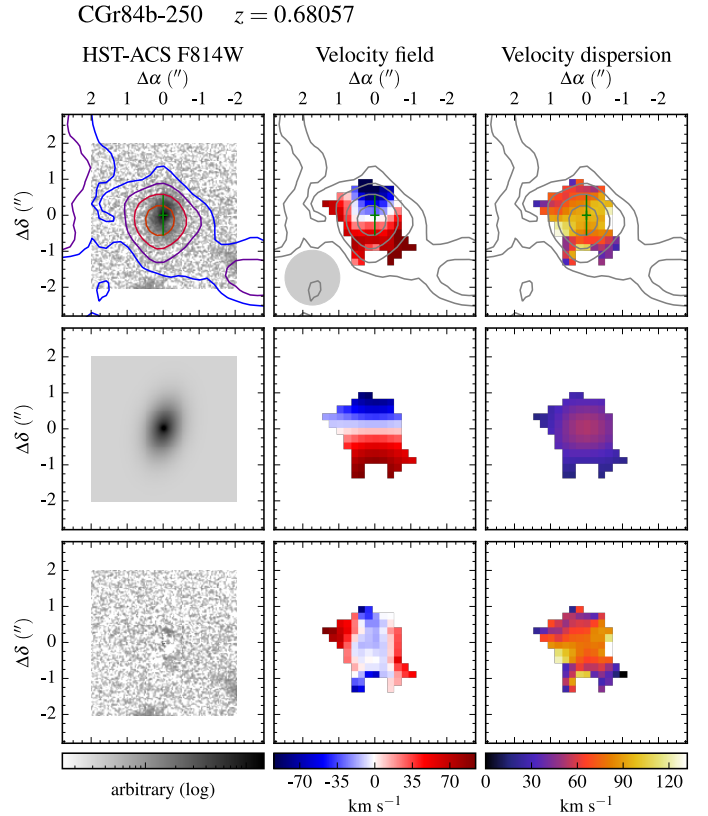 CGr84b-250 z = 0.68057
HST-ACS F814W Velocity field Velocity dispersion
Δα (″) Δα (″) Δα (″)
2 1 0 -1 -2 2 1 0 -1 -2 2 1 0 -1 -2
2
1
0
-1
-2
Δδ (″)
2
1
0
-1
-2
Δδ (″)
2
1
0
-1
-2
Δδ (″)
-70 -35 0 35 70 0 30 60 90 120
arbitrary (log) km s⁻¹ km s⁻¹